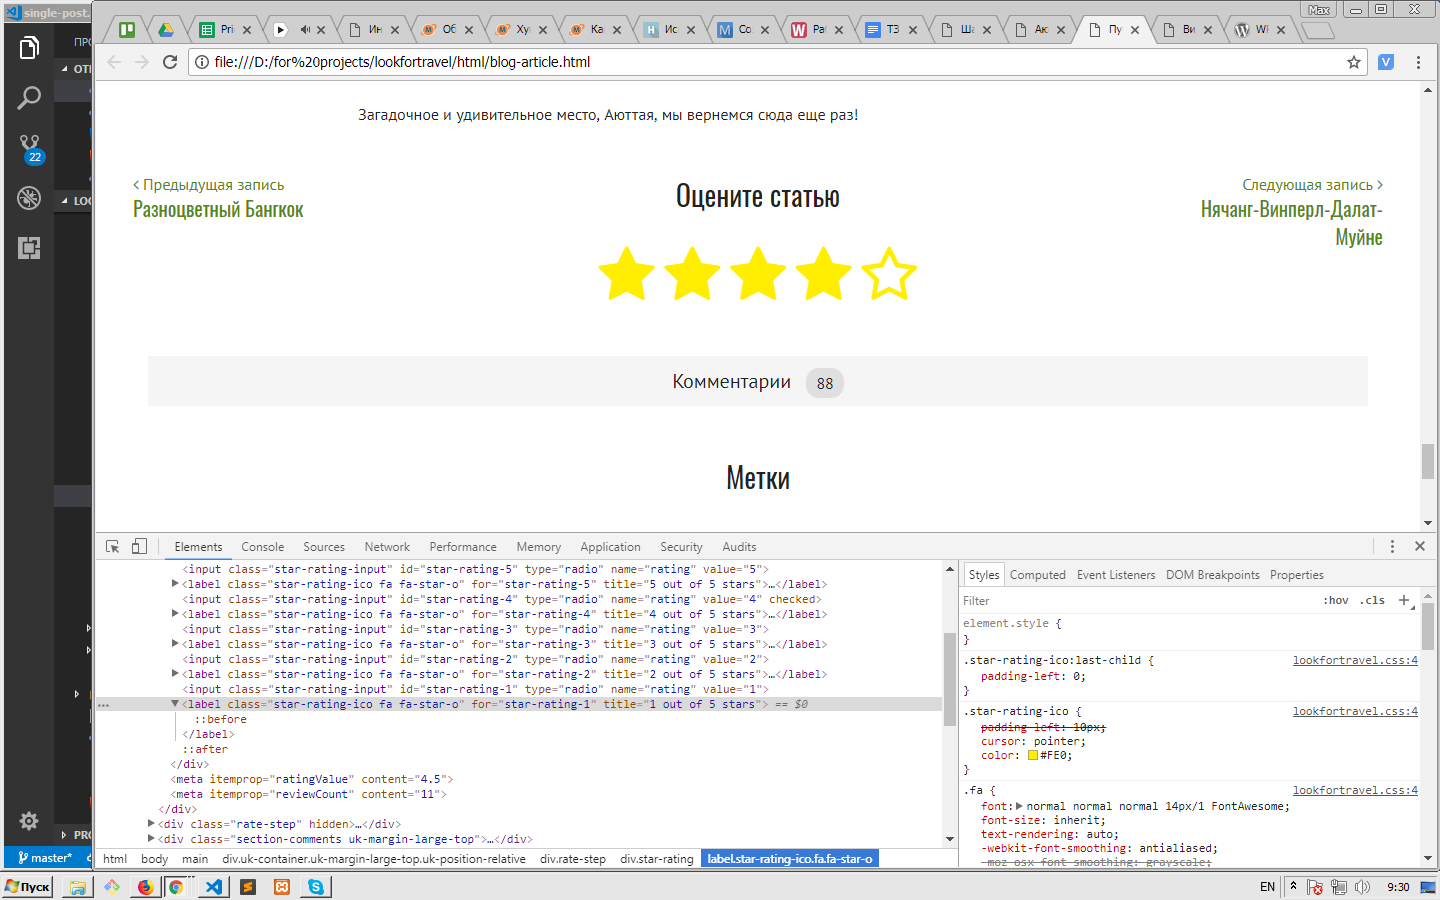 single-post.
Max
Pri
Ин
Об
Ху
Ка
Ис
Со
Ра
ТЗ
Ша
Ак
Пу
Ви
file:///D:/for%20projects/lookfortravel/html/blog-article.html
22
Загадочное и удивительное место, Аюттая, мы вернемся сюда еще раз!
Предыдущая запись
Разноцветный Бангкок
Оцените статью
Следующая запись
Нячанг-Винперл-Далат-
Муйне
Комментарии 88
Метки
Elements Console Sources Network Performance Memory Application Security Audits
<input class="star-rating-input" id="star-rating-5" type="radio" name="rating" value="5">
<label class="star-rating-ico fa fa-star-o" for="star-rating-5" title="5 out of 5 stars">…</label>
<input class="star-rating-input" id="star-rating-4" type="radio" name="rating" value="4" checked>
<label class="star-rating-ico fa fa-star-o" for="star-rating-4" title="4 out of 5 stars">…</label>
<input class="star-rating-input" id="star-rating-3" type="radio" name="rating" value="3">
<label class="star-rating-ico fa fa-star-o" for="star-rating-3" title="3 out of 5 stars">…</label>
<input class="star-rating-input" id="star-rating-2" type="radio" name="rating" value="2">
<label class="star-rating-ico fa fa-star-o" for="star-rating-2" title="2 out of 5 stars">…</label>
<input class="star-rating-input" id="star-rating-1" type="radio" name="rating" value="1">
<label class="star-rating-ico fa fa-star-o" for="star-rating-1" title="1 out of 5 stars"> == $0
::before
</label>
::after
</div>
<meta itemprop="ratingValue" content="4.5">
<meta itemprop="reviewCount" content="11">
</div>
<div class="rate-step" hidden>…</div>
<div class="section-comments uk-margin-large-top">…</div>
html body main div.uk-container.uk-margin-large-top.uk-position-relative div.rate-step div.star-rating label.star-rating-ico.fa.fa-star-o
Styles Computed Event Listeners DOM Breakpoints Properties
Filter :hov .cls +
element.style {
}
.star-rating-ico:last-child { lookfortravel.css:4
padding-left: 0;
}
.star-rating-ico { lookfortravel.css:4
padding-left: 10px;
cursor: pointer;
color: #FE0;
}
.fa { lookfortravel.css:4
font: normal normal normal 14px/1 FontAwesome;
font-size: inherit;
text-rendering: auto;
-webkit-font-smoothing: antialiased;
-moz-osx-font-smoothing: grayscale;
master*
Пуск
EN
9:30